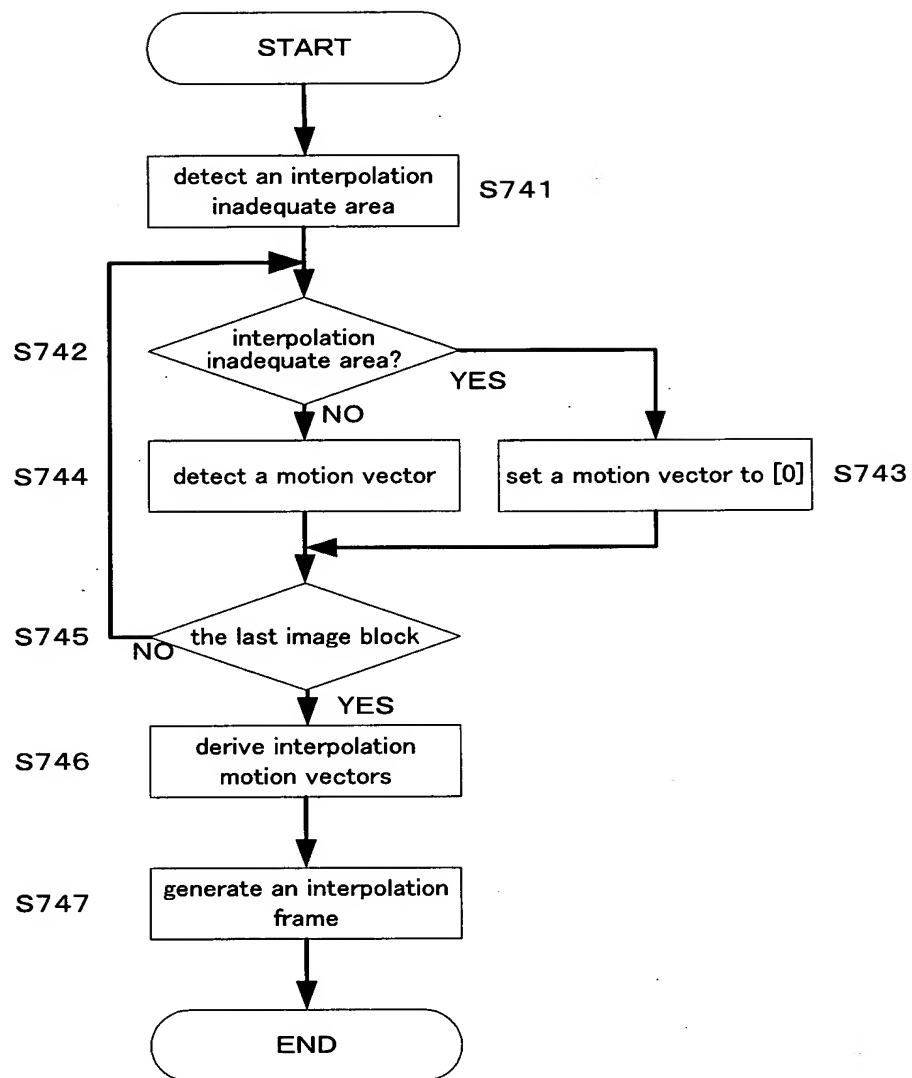 START
detect an interpolation
inadequate area
S741
S742
interpolation
inadequate area?
YES
NO
S744
detect a motion vector
set a motion vector to [0]
S743
S745
the last image block
NO
YES
S746
derive interpolation
motion vectors
S747
generate an interpolation
frame
END